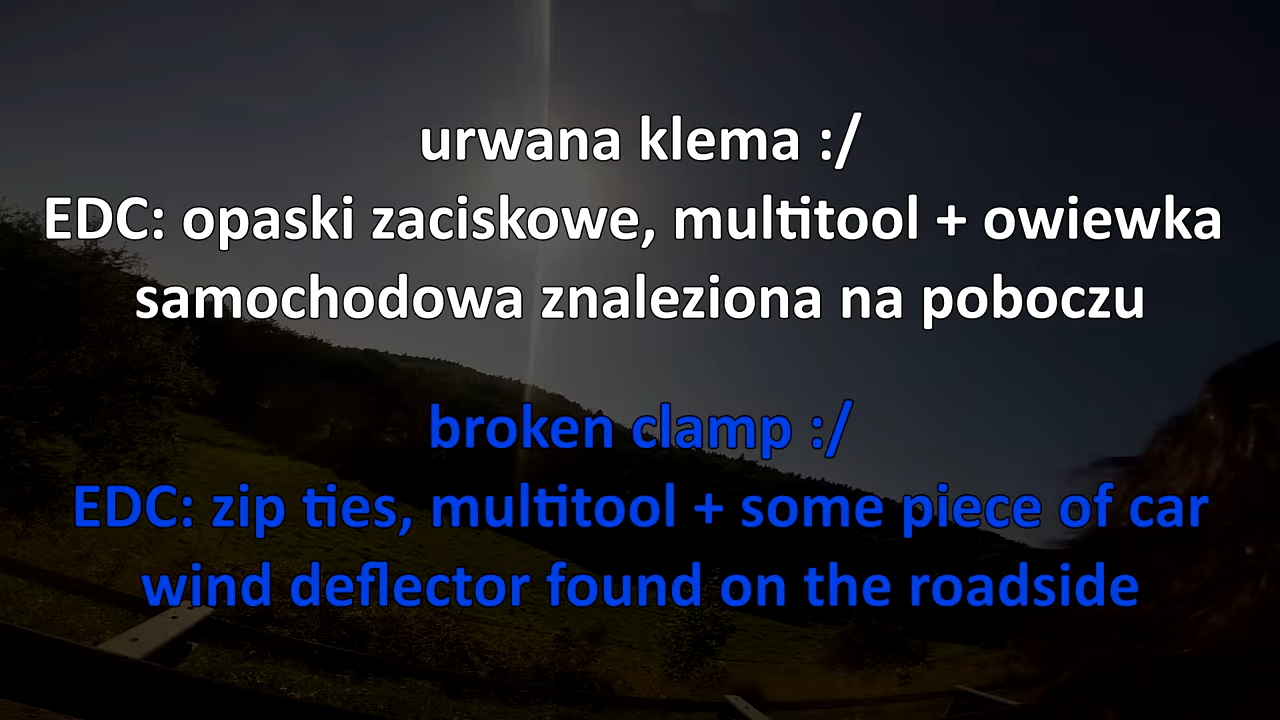 urwana klema :/
EDC: opaski zaciskowe, multitool + owiewka
samochodowa znaleziona na poboczu
broken clamp :/
EDC: zip ties, multitool + some piece of car
wind deflector found on the roadside